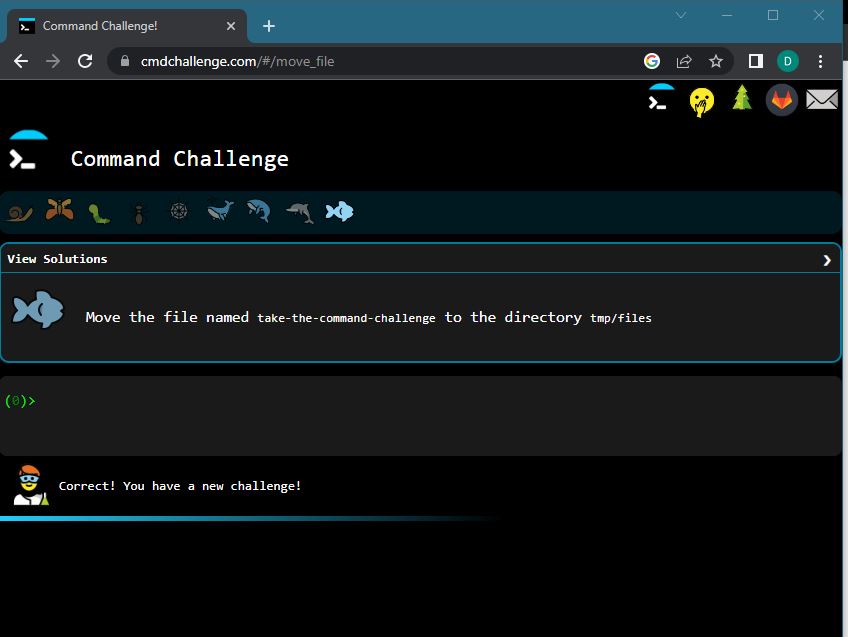 Command Challenge!
cmdchallenge.com/#/move_file
D
Command Challenge
View Solutions
Move the file named take-the-command-challenge to the directory tmp/files
(0)>
Correct! You have a new challenge!